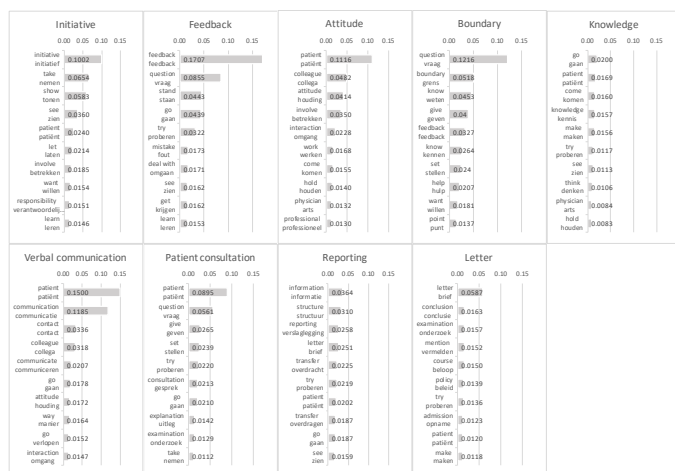 Initiative
0.00 0.05 0.10 0.15
initiative
initiatief
0.1002
take
nemen
0.0654
show
tonen
0.0583
see
zien
0.0360
patient
patiënt
0.0240
let
laten
0.0214
involve
betrekken
0.0185
want
willen
0.0154
responsibility
verantwoordelij...
0.0151
learn
leren
0.0146
Feedback
0.00 0.05 0.10 0.15
feedback
feedback
0.1707
question
vraag
0.0855
stand
staan
0.0443
go
gaan
0.0439
try
proberen
0.0322
mistake
fout
0.0173
deal with
omgaan
0.0171
see
zien
0.0162
get
krijgen
0.0162
learn
leren
0.0153
Attitude
0.00 0.05 0.10 0.15
patient
patiënt
0.1116
colleague
collega
0.0482
attitude
houding
0.0414
involve
betrekken
0.0350
interaction
omgang
0.0228
work
werken
0.0168
come
komen
0.0155
hold
houden
0.0140
physician
arts
0.0132
professional
professioneel
0.0130
Boundary
0.00 0.05 0.10 0.15
question
vraag
0.1216
boundary
grens
0.0518
know
weten
0.0453
give
geven
0.04
feedback
feedback
0.0327
know
kennen
0.0264
set
stellen
0.024
help
hulp
0.0207
want
willen
0.0181
point
punt
0.0137
Knowledge
0.00 0.05 0.10 0.15
go
gaan
0.0200
patient
patiënt
0.0169
come
komen
0.0160
knowledge
kennis
0.0157
make
maken
0.0156
try
proberen
0.0117
see
zien
0.0113
think
denken
0.0106
physician
arts
0.0084
hold
houden
0.0083
Verbal communication
0.00 0.05 0.10 0.15
patient
patiënt
0.1500
communication
communicatie
0.1185
contact
contact
0.0336
colleague
collega
0.0318
communicate
communiceren
0.0207
go
gaan
0.0178
attitude
houding
0.0172
way
manier
0.0164
go
verlopen
0.0152
interaction
omgang
0.0147
Patient consultation
0.00 0.05 0.10 0.15
patient
patiënt
0.0895
question
vraag
0.0561
give
geven
0.0265
set
stellen
0.0239
try
proberen
0.0220
consultation
gesprek
0.0213
go
gaan
0.0210
explanation
uitleg
0.0142
examination
onderzoek
0.0129
take
nemen
0.0112
Reporting
0.00 0.05 0.10 0.15
information
informatie
0.0364
structure
structuur
0.0310
reporting
verslaglegging
0.0258
letter
brief
0.0251
transfer
overdracht
0.0225
try
proberen
0.0219
patient
patiënt
0.0202
transfer
overdragen
0.0187
go
gaan
0.0187
see
zien
0.0159
Letter
0.00 0.05 0.10 0.15
letter
brief
0.0587
conclusion
conclusie
0.0163
examination
onderzoek
0.0157
mention
vermelden
0.0152
course
beloop
0.0150
policy
beleid
0.0139
try
proberen
0.0136
admission
opname
0.0123
patient
patiënt
0.0120
make
maken
0.0118